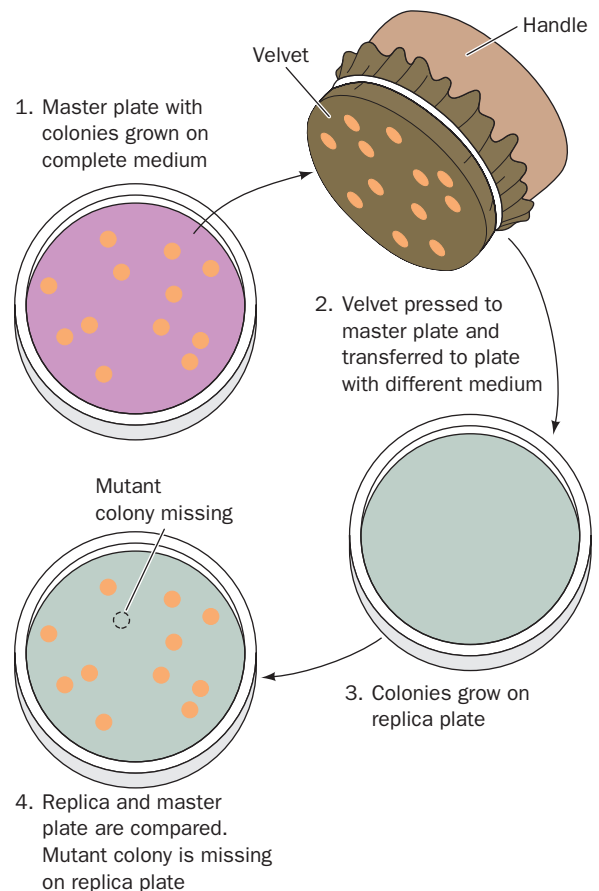 Handle
Velvet
1. Master plate with
colonies grown on
complete medium
2. Velvet pressed to
master plate and
transferred to plate
with different medium
Mutant
colony missing
3. Colonies grow on
replica plate
4. Replica and master
plate are compared.
Mutant colony is missing
on replica plate